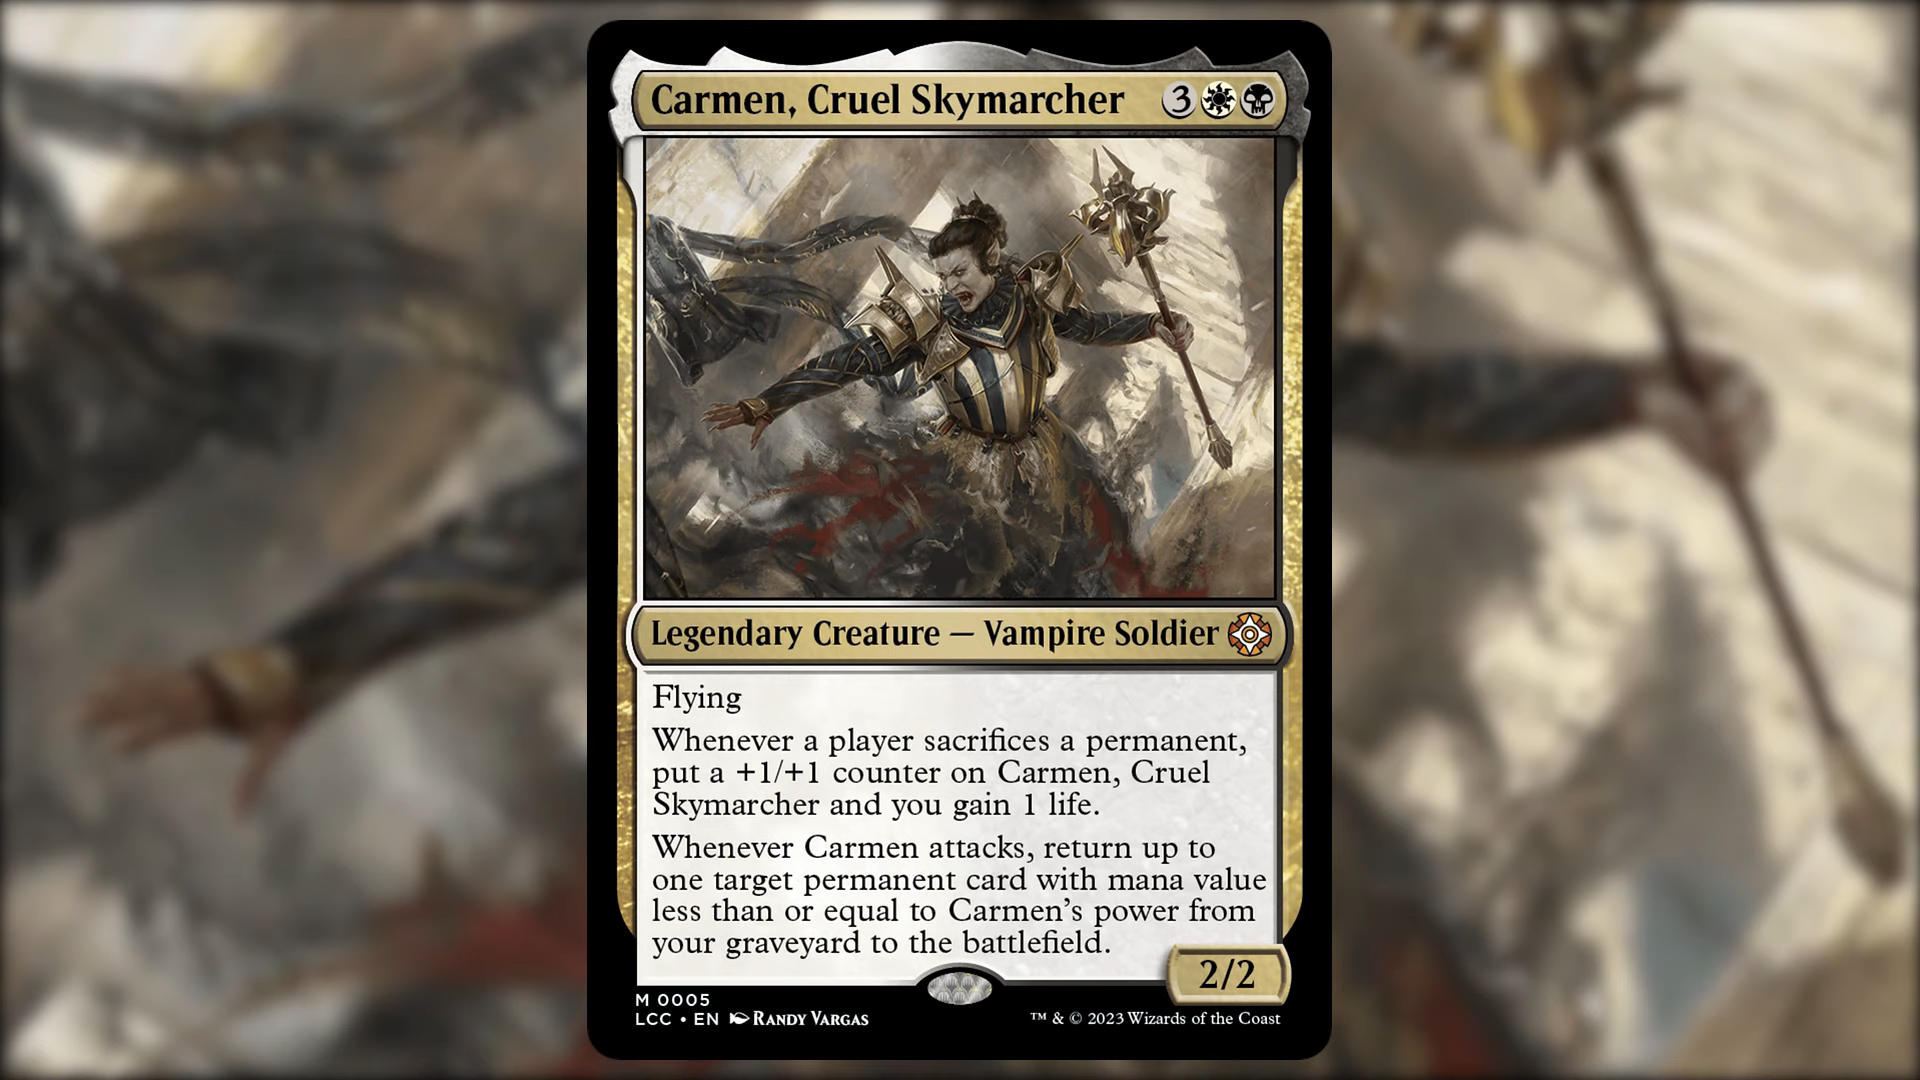 Carmen, Cruel Skymarcher 3
Legendary Creature — Vampire Soldier
Flying
Whenever a player sacrifices a permanent,
put a +1/+1 counter on Carmen, Cruel
Skymarcher and you gain 1 life.
Whenever Carmen attacks, return up to
one target permanent card with mana value
less than or equal to Carmen’s power from
your graveyard to the battlefield.
2/2
M 0005
LCC • EN RANDY VARGAS
™ & © 2023 Wizards of the Coast